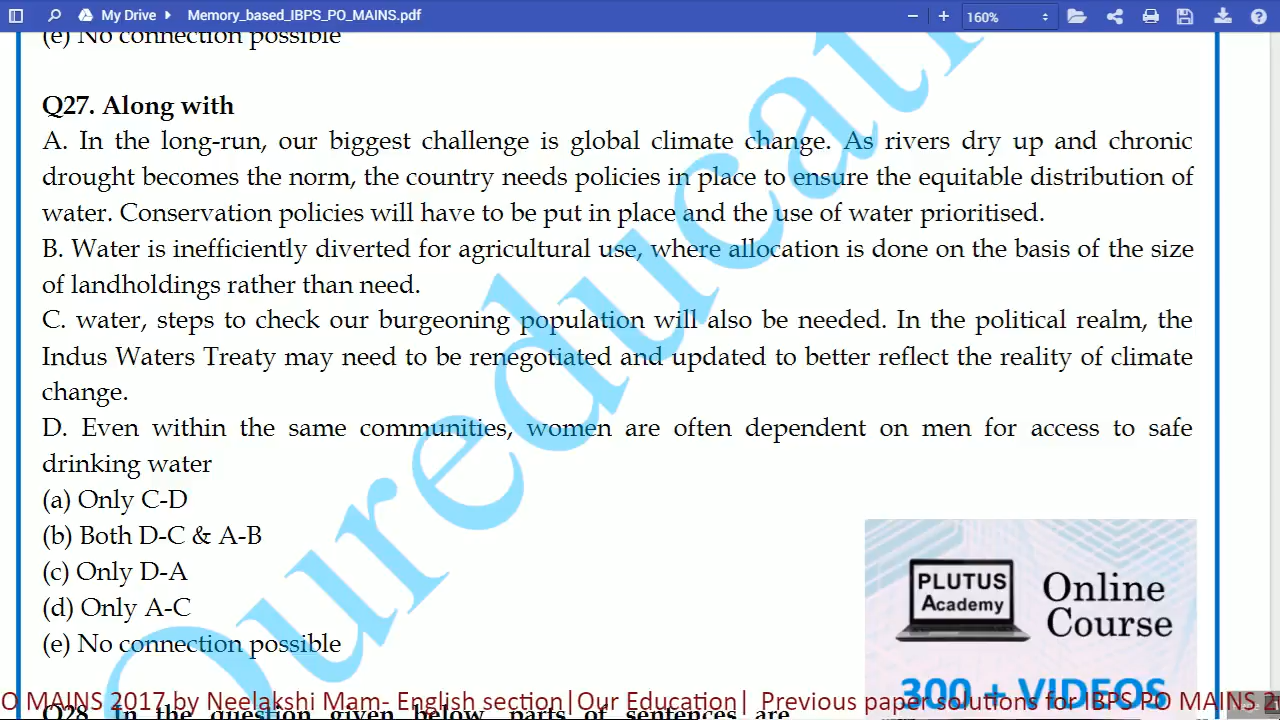 My Drive
Memory_based_IBPS_PO_MAINS.pdf
160%
(e) No connection possible
Q27. Along with
A. In the long-run, our biggest challenge is global climate change. As rivers dry up and chronic
drought becomes the norm, the country needs policies in place to ensure the equitable distribution of
water. Conservation policies will have to be put in place and the use of water prioritised.
B. Water is inefficiently diverted for agricultural use, where allocation is done on the basis of the size
of landholdings rather than need.
C. water, steps to check our burgeoning population will also be needed. In the political realm, the
Indus Waters Treaty may need to be renegotiated and updated to better reflect the reality of climate
change.
D. Even within the same communities, women are often dependent on men for access to safe
drinking water
(a) Only C-D
(b) Both D-C & A-B
(c) Only D-A
(d) Only A-C
(e) No connection possible
PLUTUS
Academy
Online
Course
300 + VIDEOS
Oureducati
O MAINS 2017 by Neelakshi Mam- English section|Our Education| Previous paper solutions for IBPS PO MAINS 2
Q28. In the question given below, parts of sentences are